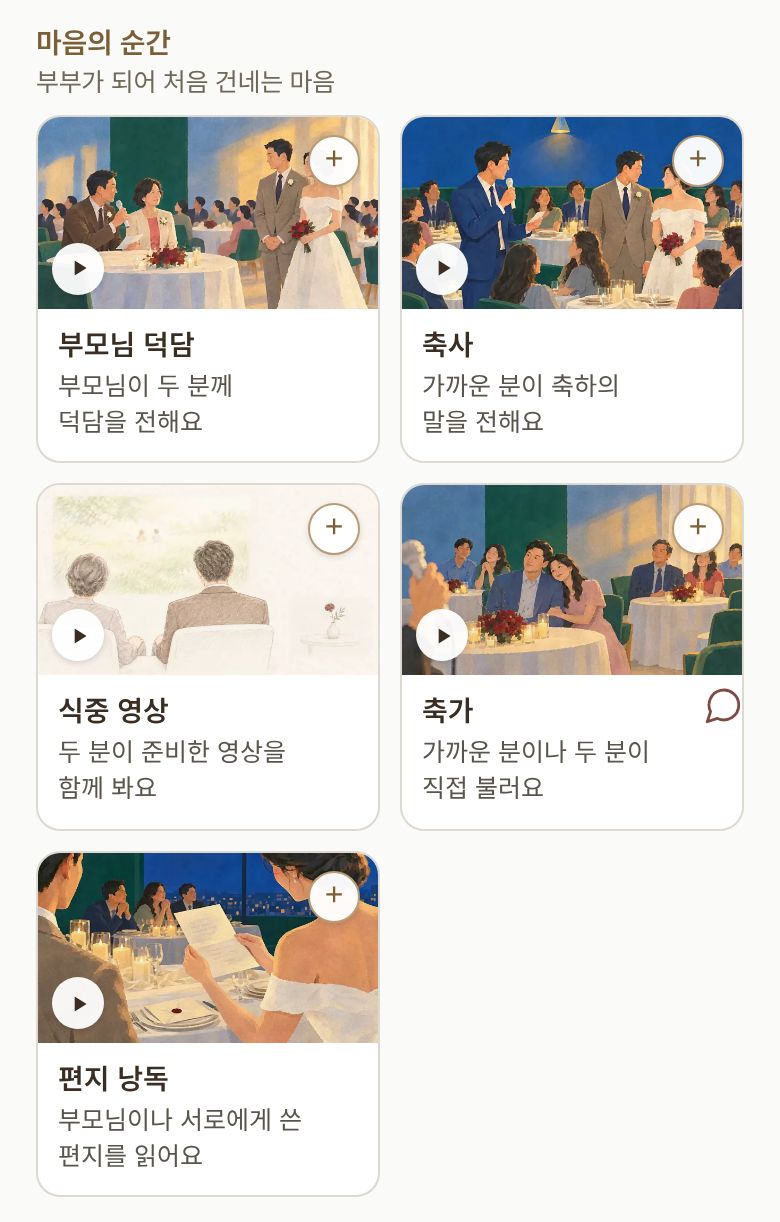 마음의 순간
부부가 되어 처음 건네는 마음
부모님 덕담
부모님이 두 분께
덕담을 전해요
축사
가까운 분이 축하의
말을 전해요
식중 영상
두 분이 준비한 영상을
함께 봐요
축가
가까운 분이나 두 분이
직접 불러요
편지 낭독
부모님이나 서로에게 쓴
편지를 읽어요